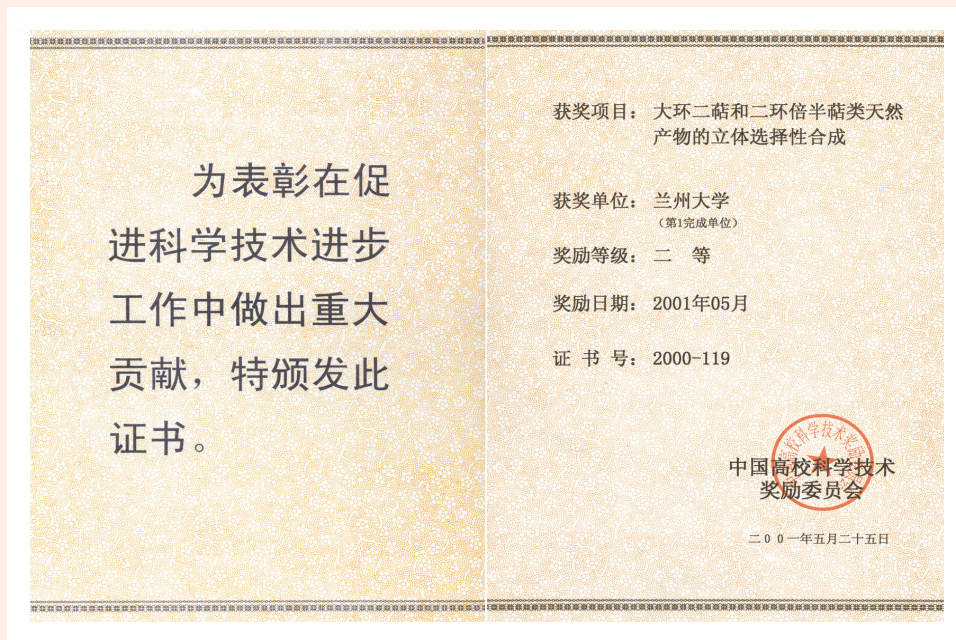 为表彰在促
进科学技术进步
工作中做出重大
贡献，特颁发此
证书。
获奖项目： 大环二萜和二环倍半萜类天然
产物的立体选择性合成
获奖单位： 兰州大学
（第1完成单位）
奖励等级： 二 等
奖励日期： 2001年05月
证 书 号： 2000-119
中国高校科学技术
奖励委员会
二００一年五月二十五日